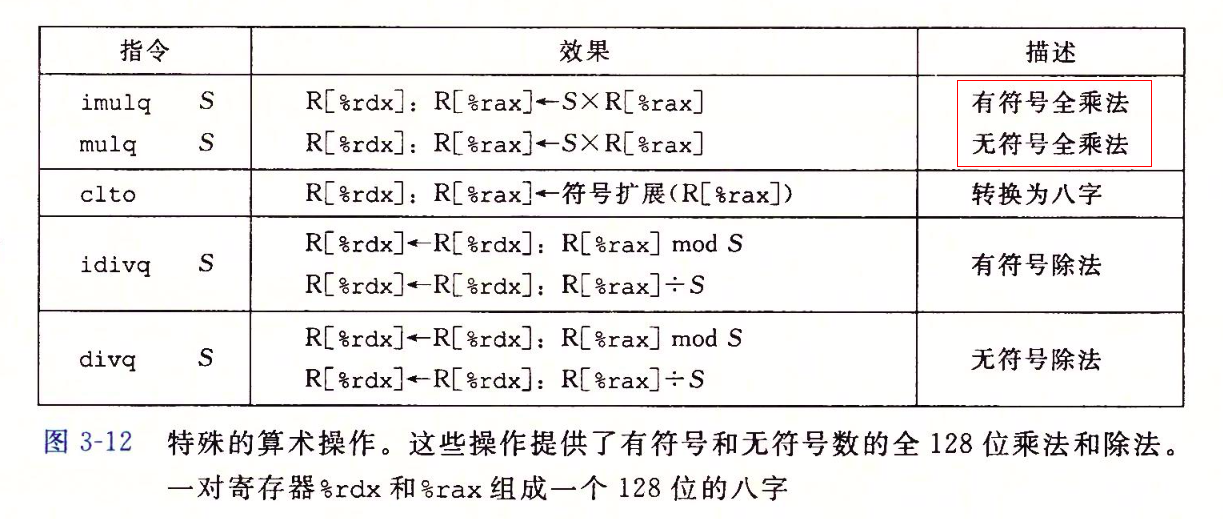 指令 效果 描述
imulq S R[%rdx]：R[%rax]←S×R[%rax] 有符号全乘法
mulq S R[%rdx]：R[%rax]←S×R[%rax] 无符号全乘法
clto R[%rdx]：R[%rax]←符号扩展(R[%rax]) 转换为八字
R[%rdx]←R[%rdx]：R[%rax] mod S
idivq S 有符号除法
R[%rdx]←R[%rdx]：R[%rax]÷S
R[%rdx]←R[%rdx]：R[%rax] mod S
divq S 无符号除法
R[%rdx]←R[%rdx]：R[%rax]÷S
图 3-12 特殊的算术操作。这些操作提供了有符号和无符号数的全 128 位乘法和除法。
一对寄存器%rdx 和%rax 组成一个 128 位的八字